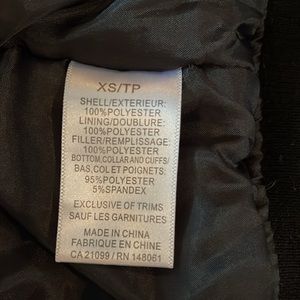 XS/TP
SHELL/EXTERIEUR:
100%POLYESTER
LINING/DOUBLURE:
100%POLYESTER
FILLER/REMPLISSAGE:
100%POLYESTER
BOTTOM,COLLAR AND CUFFS/
BAS,COL ET POIGNETS:
95%POLYESTER
5%SPANDEX
EXCLUSIVE OF TRIMS
SAUF LES GARNITURES
MADE IN CHINA
FABRIQUE EN CHINE
CA 21099 / RN 148061